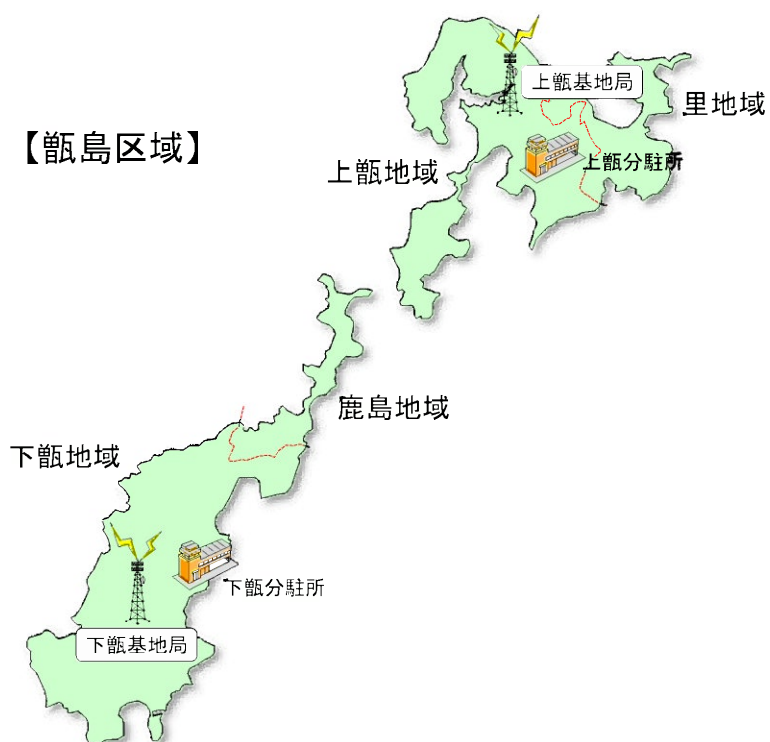 上甑基地局
里地域
【甑島区域】
上甑地域
上甑分駐所
鹿島地域
下甑地域
下甑分駐所
下甑基地局